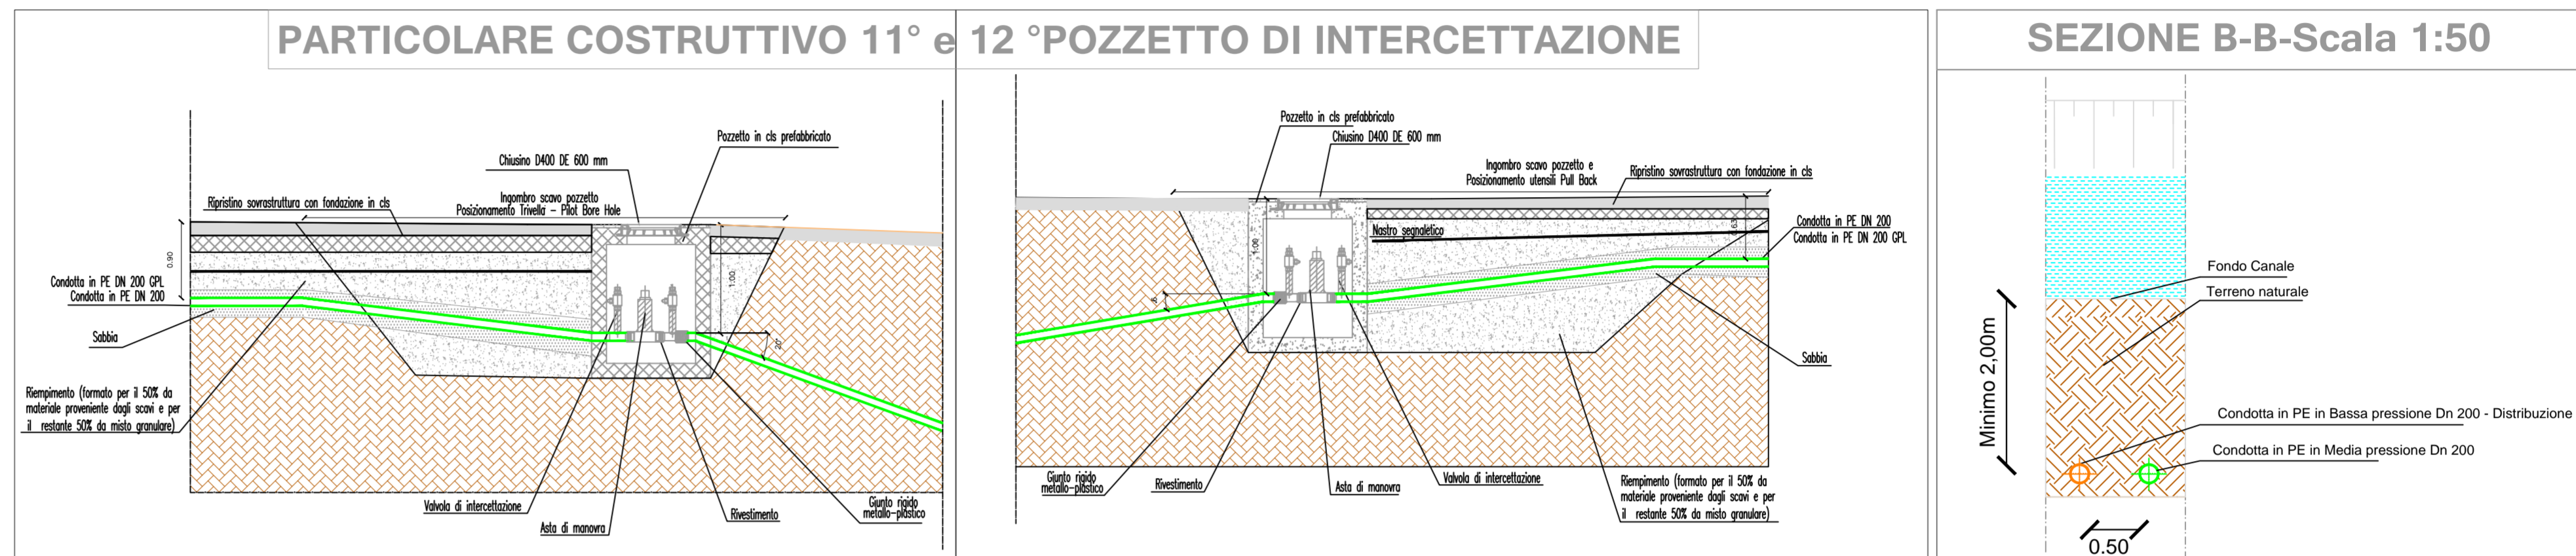 PARTICOLARE COSTRUTTIVO 11° e 12 °POZZETTO DI INTERCETTAZIONE
Pozzetto in cls prefabbricato
Chiusino D400 DE 600 mm
Ingombro scavo pozzetto
Posizionamento Trivella - Pilot Bore Hole
Ripristino sovrastruttura con fondazione in cls
0.90
1.00
Condotta in PE DN 200 GPL
Condotta in PE DN 200
Sabbia
20°
Riempimento (formato per il 50% da
materiale proveniente dagli scavi e per
il restante 50% da misto granulare)
Valvola di intercettazione
Asta di manovra
Rivestimento
Giunto rigido
metallo-plastico
Pozzetto in cls prefabbricato
Chiusino D400 DE 600 mm
Ingombro scavo pozzetto e
Posizionamento utensili Pull Back
Ripristino sovrastruttura con fondazione in cls
Nastro segnaletico
1.00
0.63
Condotta in PE DN 200
Condotta in PE DN 200 GPL
Sabbia
Giunto rigido
metallo-plastico
Rivestimento
Asta di manovra
Valvola di intercettazione
Riempimento (formato per il 50% da
materiale proveniente dagli scavi e per
il restante 50% da misto granulare)
SEZIONE B-B-Scala 1:50
Fondo Canale
Terreno naturale
Minimo 2,00m
Condotta in PE in Bassa pressione Dn 200 - Distribuzione
Condotta in PE in Media pressione Dn 200
0.50